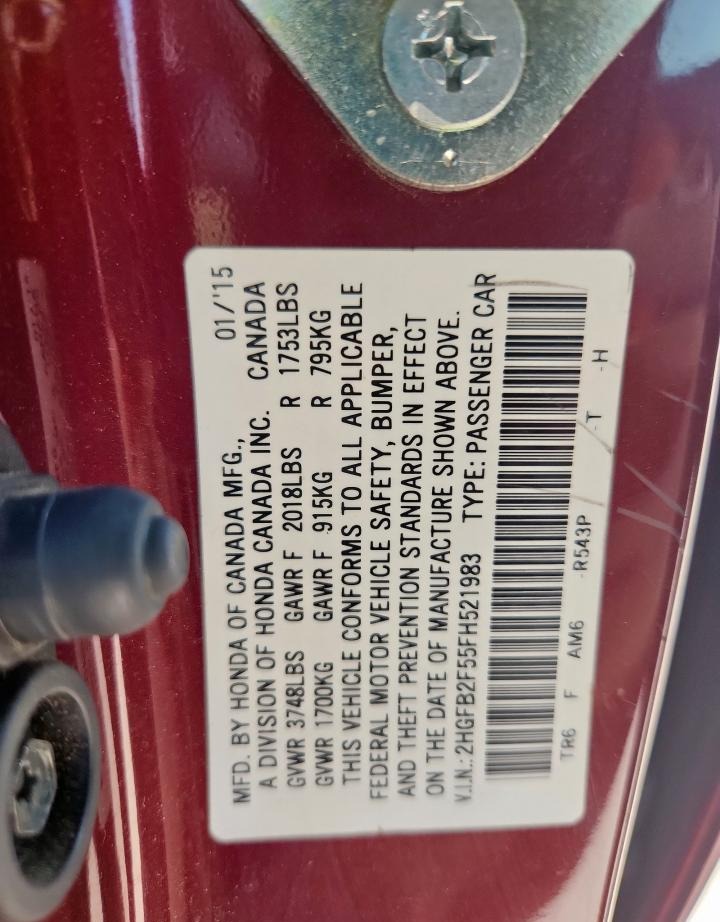 MFD. BY HONDA OF CANADA MFG., 01/'15
A DIVISION OF HONDA CANADA INC. CANADA
GVWR 3748LBS GAWR F 2018LBS R 1753LBS
GVWR 1700KG GAWR F 915KG R 795KG
THIS VEHICLE CONFORMS TO ALL APPLICABLE
FEDERAL MOTOR VEHICLE SAFETY, BUMPER,
AND THEFT PREVENTION STANDARDS IN EFFECT
ON THE DATE OF MANUFACTURE SHOWN ABOVE.
V.I.N.: 2HGFB2F55FH521983 TYPE: PASSENGER CAR
TR6 F AM6 -R543P -T -H